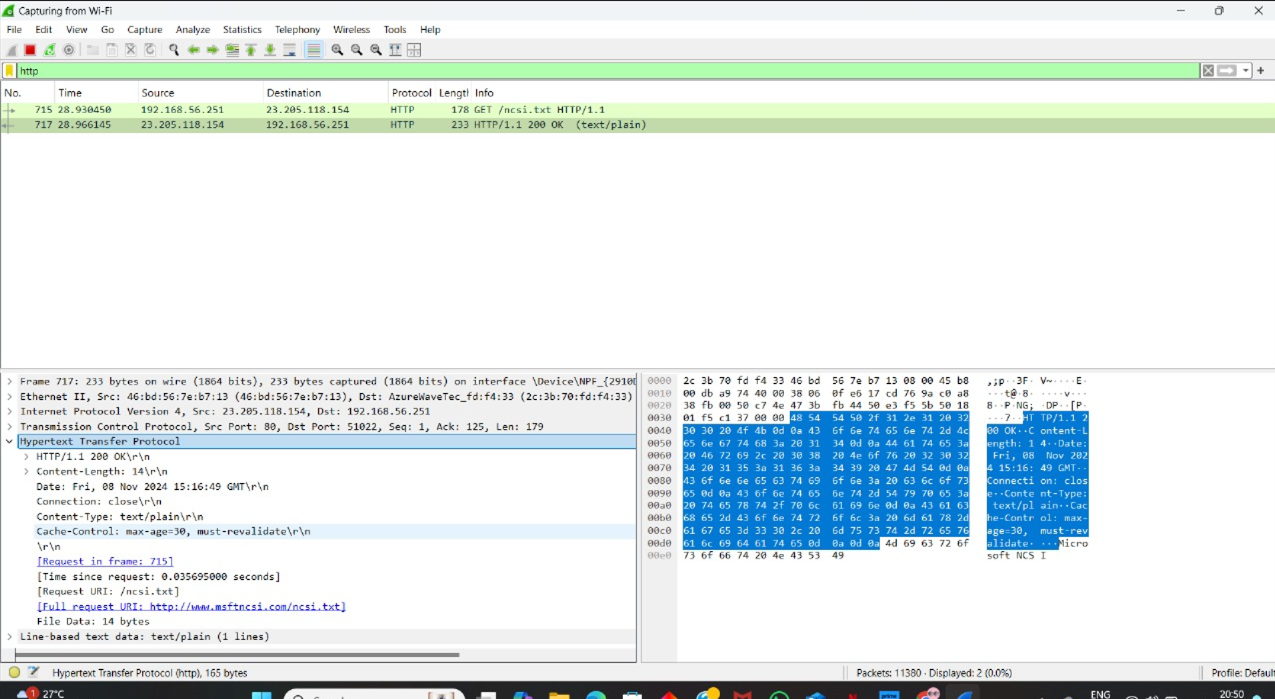 Capturing from Wi-Fi
File Edit View Go Capture Analyze Statistics Telephony Wireless Tools Help
http
No. Time Source Destination Protocol Length Info
715 28.930450 192.168.56.251 23.205.118.154 HTTP 178 GET /ncsi.txt HTTP/1.1
717 28.966145 23.205.118.154 192.168.56.251 HTTP 233 HTTP/1.1 200 OK (text/plain)
Frame 717: 233 bytes on wire (1864 bits), 233 bytes captured (1864 bits) on interface \Device\NPF_{2910
Ethernet II, Src: 46:bd:56:7e:b7:13 (46:bd:56:7e:b7:13), Dst: AzureWaveTec_fd:f4:33 (2c:3b:70:fd:f4:33)
Internet Protocol Version 4, Src: 23.205.118.154, Dst: 192.168.56.251
Transmission Control Protocol, Src Port: 80, Dst Port: 51022, Seq: 1, Ack: 125, Len: 179
Hypertext Transfer Protocol
HTTP/1.1 200 OK\r\n
Content-Length: 14\r\n
Date: Fri, 08 Nov 2024 15:16:49 GMT\r\n
Connection: close\r\n
Content-Type: text/plain\r\n
Cache-Control: max-age=30, must-revalidate\r\n
\r\n
[Request in frame: 715]
[Time since request: 0.035695000 seconds]
[Request URI: /ncsi.txt]
[Full request URI: http://www.msftncsi.com/ncsi.txt]
File Data: 14 bytes
Line-based text data: text/plain (1 lines)
0000 2c 3b 70 fd f4 33 46 bd 56 7e b7 13 08 00 45 b8 ,;p··3F· V~····E·
0010 00 db a9 74 40 00 38 06 0f e6 17 cd 76 9a c0 a8 ···t@·8· ····v···
0020 38 fb 00 50 c7 4e 47 3b fb 44 50 e3 f5 5b 50 18 8··P·NG; ·DP··[P·
0030 01 f5 c1 37 00 00 48 54 54 50 2f 31 2e 31 20 32 ···7··HT TP/1.1 2
0040 30 30 20 4f 4b 0d 0a 43 6f 6e 74 65 6e 74 2d 4c 00 OK··C ontent-L
0050 65 6e 67 74 68 3a 20 31 34 0d 0a 44 61 74 65 3a ength: 1 4··Date:
0060 20 46 72 69 2c 20 30 38 20 4e 6f 76 20 32 30 32 Fri, 08 Nov 202
0070 34 20 31 35 3a 31 36 3a 34 39 20 47 4d 54 0d 0a 4 15:16: 49 GMT··
0080 43 6f 6e 6e 65 63 74 69 6f 6e 3a 20 63 6c 6f 73 Connecti on: clos
0090 65 0d 0a 43 6f 6e 74 65 6e 74 2d 54 79 70 65 3a e··Conte nt-Type:
00a0 20 74 65 78 74 2f 70 6c 61 69 6e 0d 0a 43 61 63 text/pl ain··Cac
00b0 68 65 2d 43 6f 6e 74 72 6f 6c 3a 20 6d 61 78 2d he-Contr ol: max-
00c0 61 67 65 3d 33 30 2c 20 6d 75 73 74 2d 72 65 76 age=30, must-rev
00d0 61 6c 69 64 61 74 65 0d 0a 0d 0a 4d 69 63 72 6f alidate· ···Micro
00e0 73 6f 66 74 20 4e 43 53 49 soft NCS I
Hypertext Transfer Protocol (http), 165 bytes
Packets: 11380 · Displayed: 2 (0.0%)
Profile: Default
1 27°C
ENG
20:50